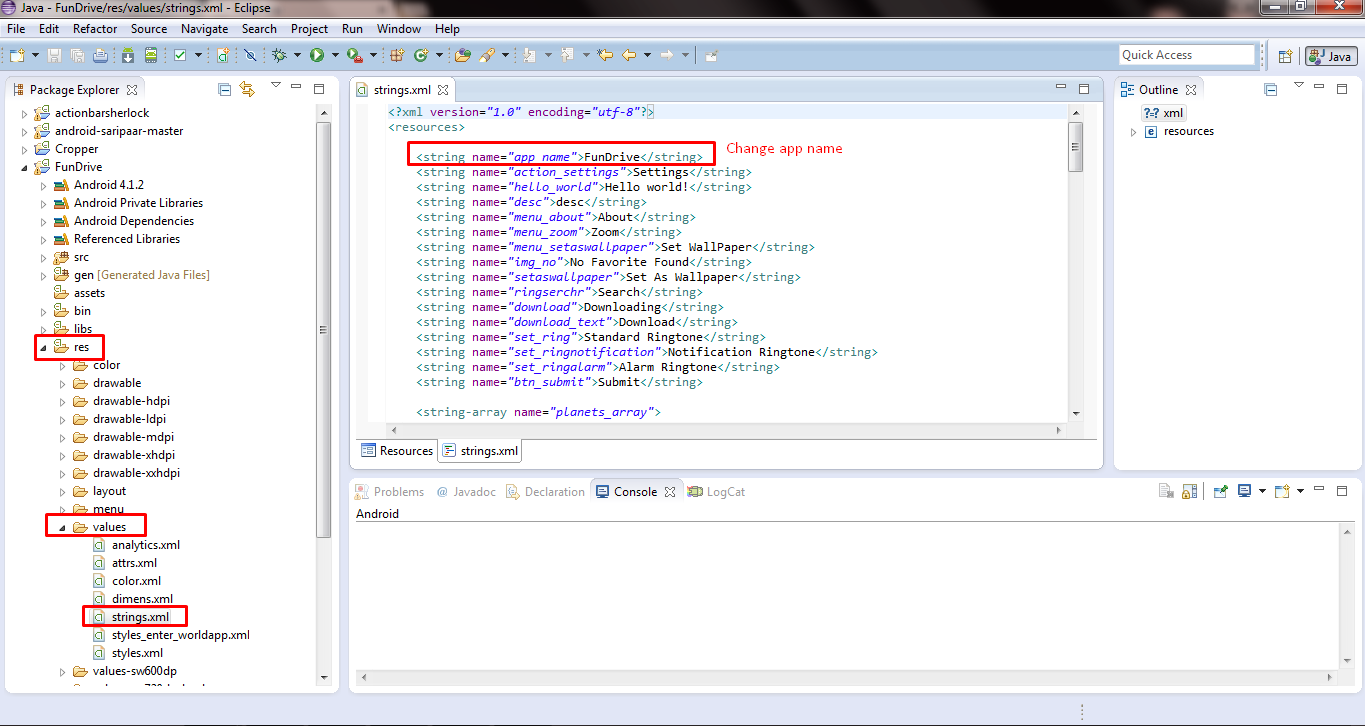 Java - FunDrive/res/values/strings.xml - Eclipse
File Edit Refactor Source Navigate Search Project Run Window Help
Quick Access
Java
Package Explorer
actionbarsherlock
android-saripaar-master
Cropper
FunDrive
Android 4.1.2
Android Private Libraries
Android Dependencies
Referenced Libraries
src
gen [Generated Java Files]
assets
bin
libs
res
color
drawable
drawable-hdpi
drawable-ldpi
drawable-mdpi
drawable-xhdpi
drawable-xxhdpi
layout
menu
values
analytics.xml
attrs.xml
color.xml
dimens.xml
strings.xml
styles_enter_worldapp.xml
styles.xml
values-sw600dp
strings.xml
<?xml version="1.0" encoding="utf-8"?>
<resources>
<string name="app_name">FunDrive</string>
Change app name
<string name="action_settings">Settings</string>
<string name="hello_world">Hello world!</string>
<string name="desc">desc</string>
<string name="menu_about">About</string>
<string name="menu_zoom">Zoom</string>
<string name="menu_setaswallpaper">Set WallPaper</string>
<string name="img_no">No Favorite Found</string>
<string name="setaswallpaper">Set As Wallpaper</string>
<string name="ringserchr">Search</string>
<string name="download">Downloading</string>
<string name="download_text">Download</string>
<string name="set_ring">Standard Ringtone</string>
<string name="set_ringnotification">Notification Ringtone</string>
<string name="set_ringalarm">Alarm Ringtone</string>
<string name="btn_submit">Submit</string>
<string-array name="planets_array">
Resources strings.xml
Outline
?=? xml
e resources
Problems @ Javadoc Declaration Console LogCat
Android